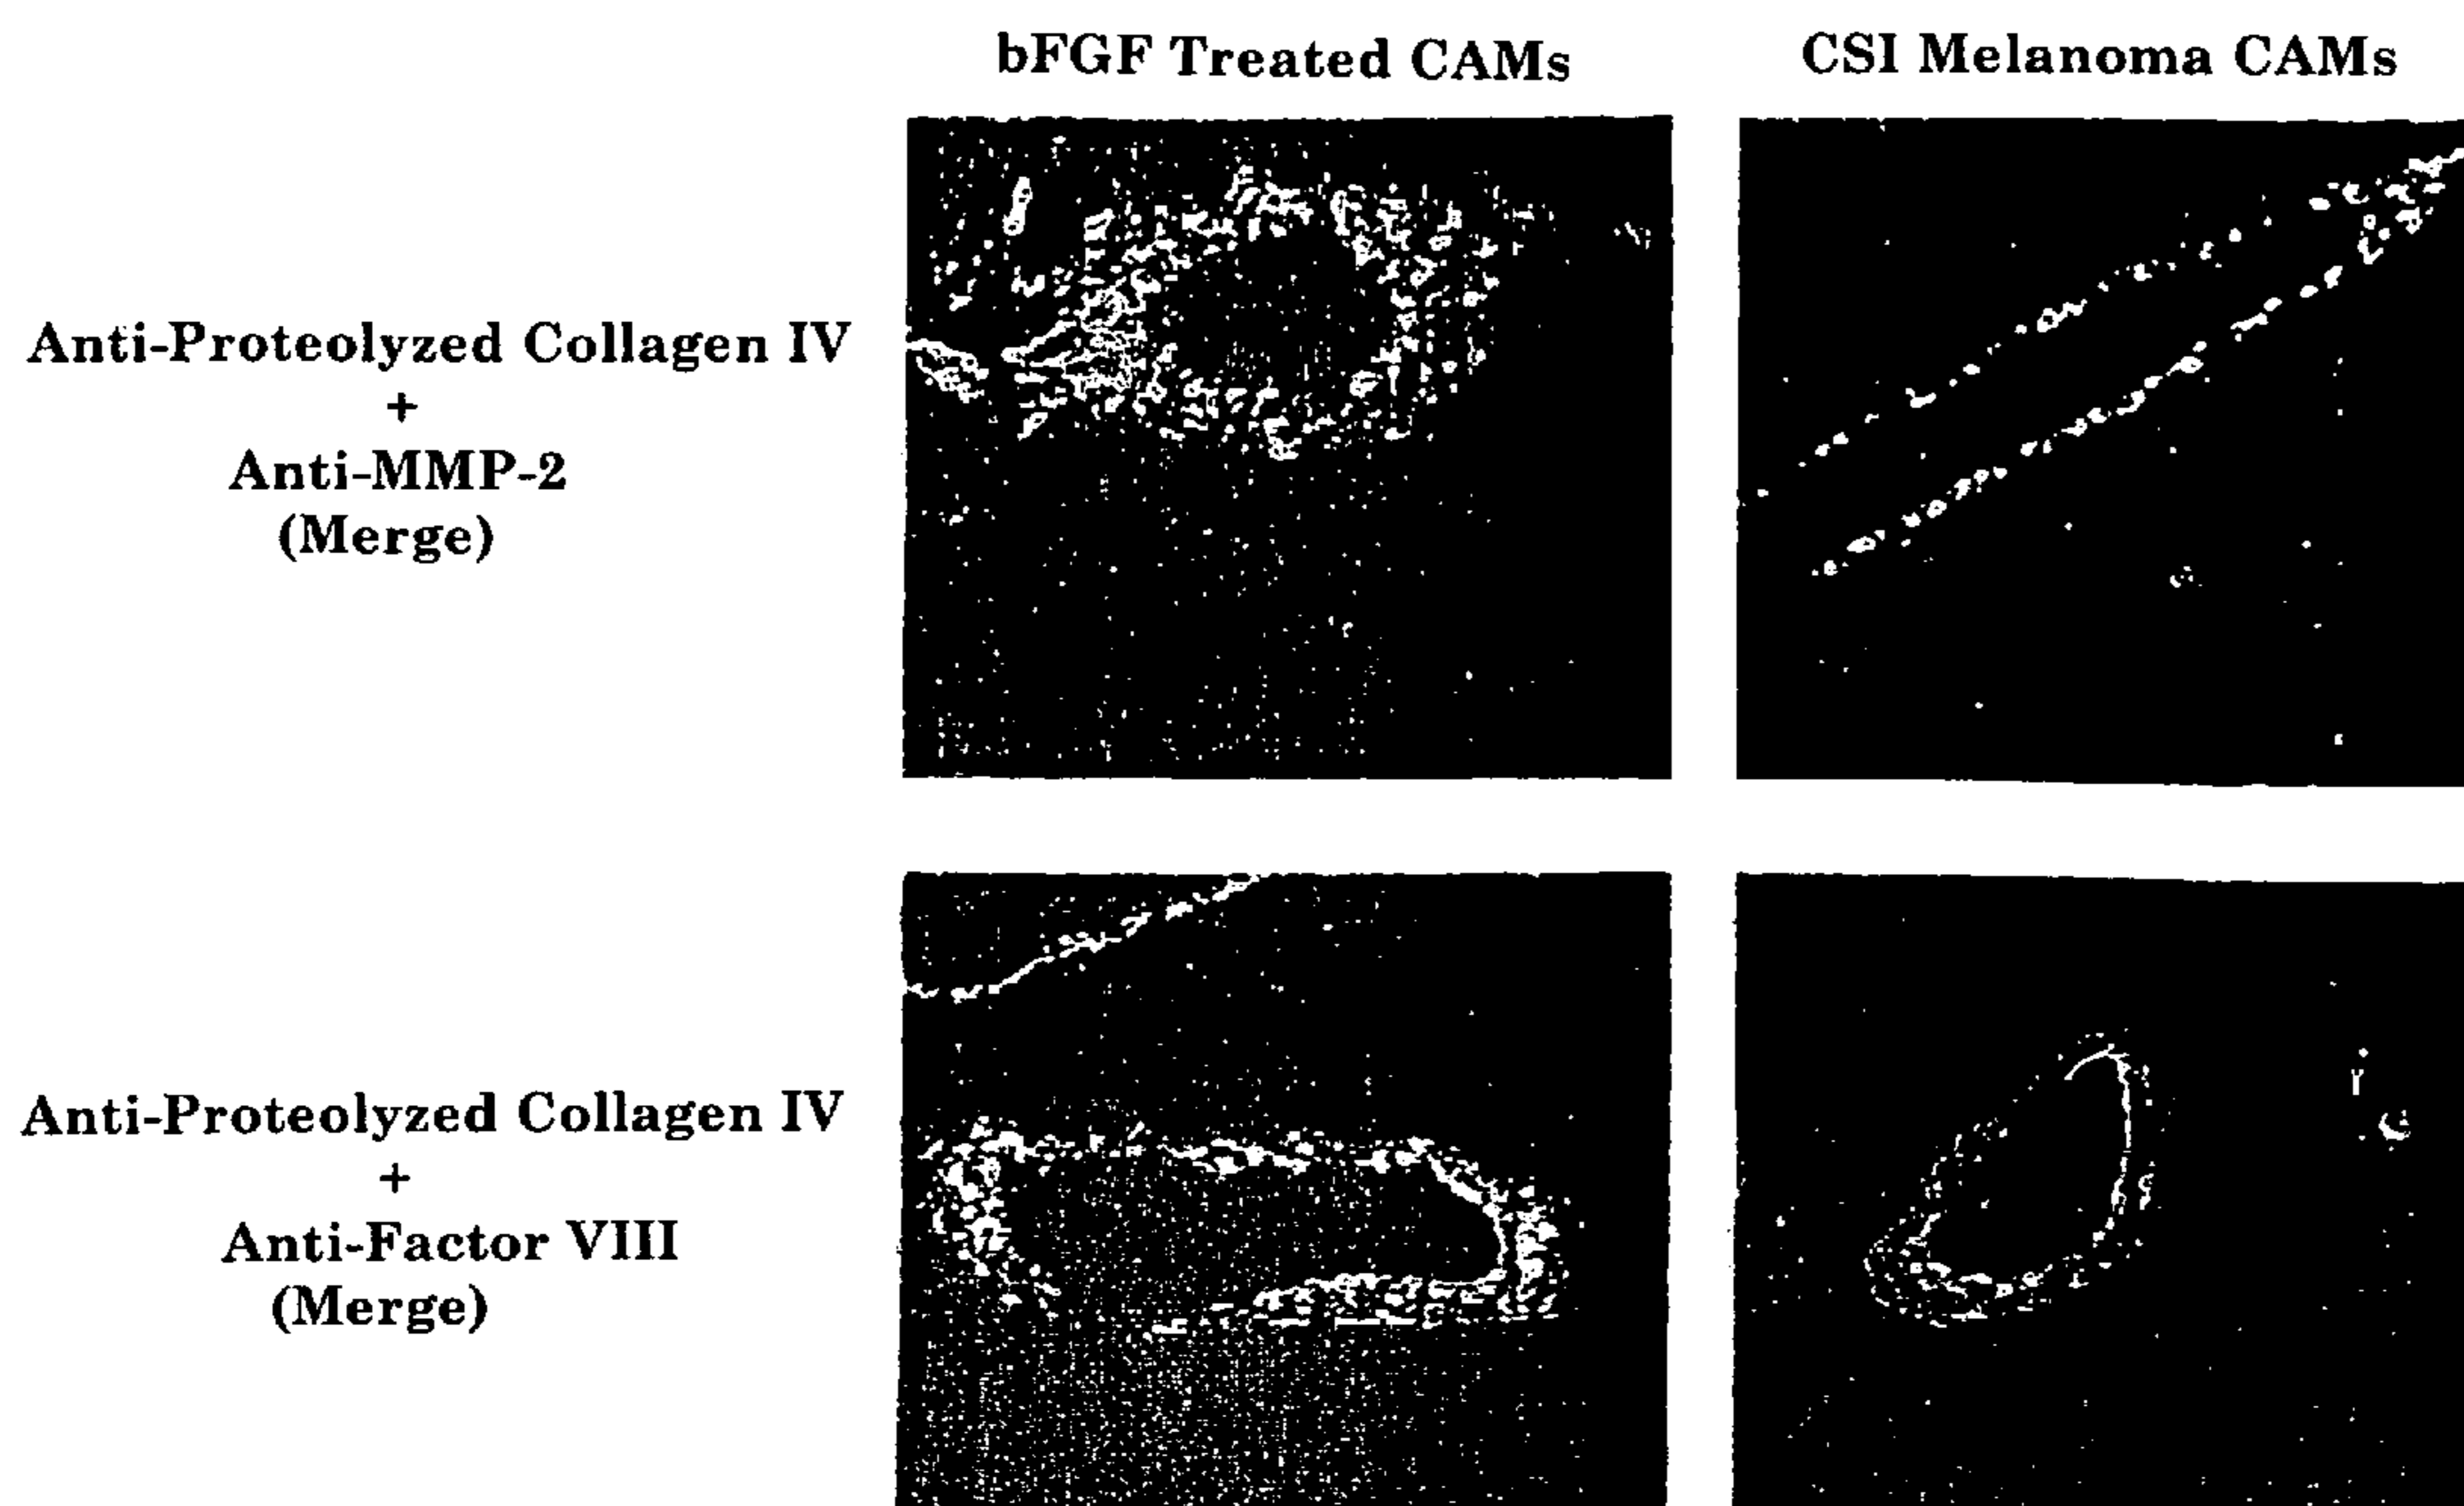 bFGF Treated CAMs
CSI Melanoma CAMs
Anti-Proteolyzed Collagen IV
+
Anti-MMP-2
(Merge)
Anti-Proteolyzed Collagen IV
+
Anti-Factor VIII
(Merge)